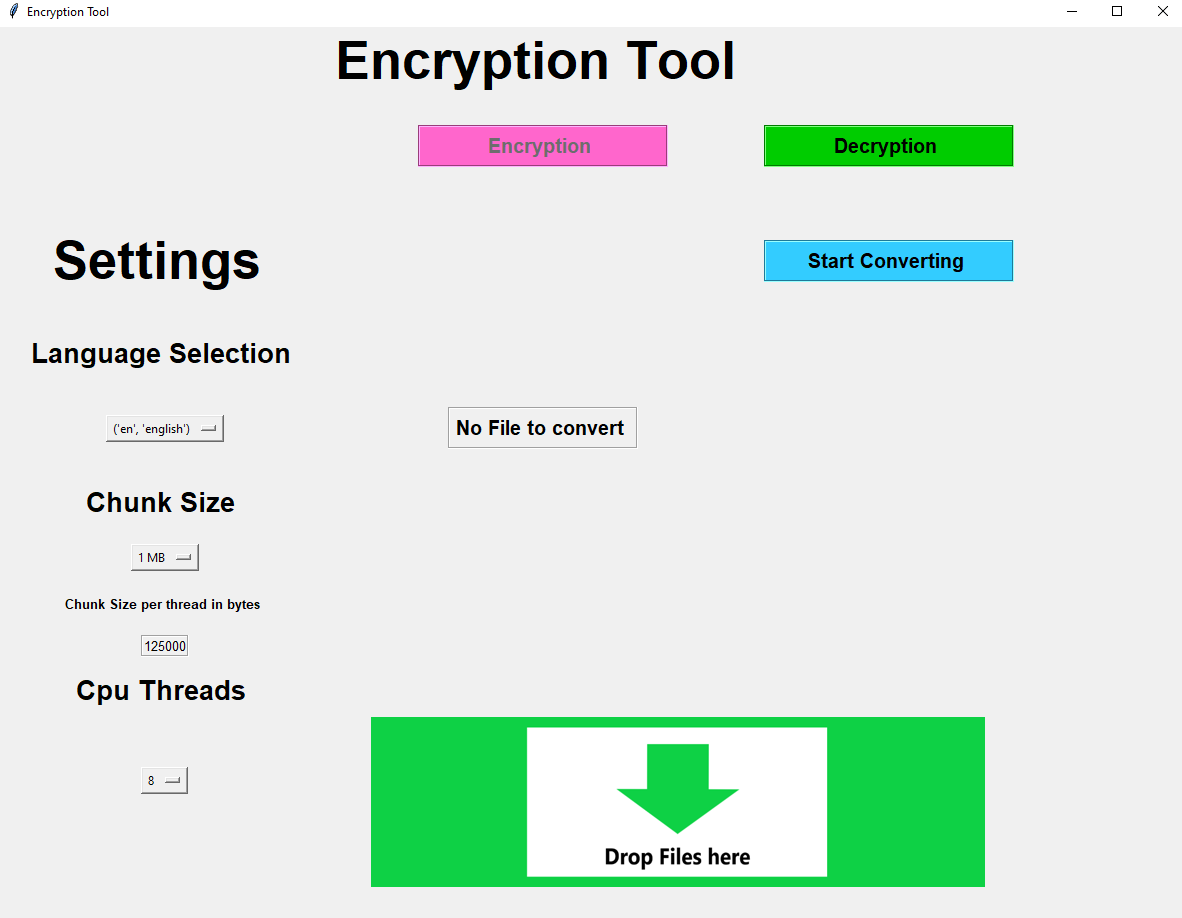 Encryption Tool
Encryption Tool
Encryption
Decryption
Settings
Start Converting
Language Selection
('en', 'english')
No File to convert
Chunk Size
1 MB
Chunk Size per thread in bytes
125000
Cpu Threads
8
Drop Files here